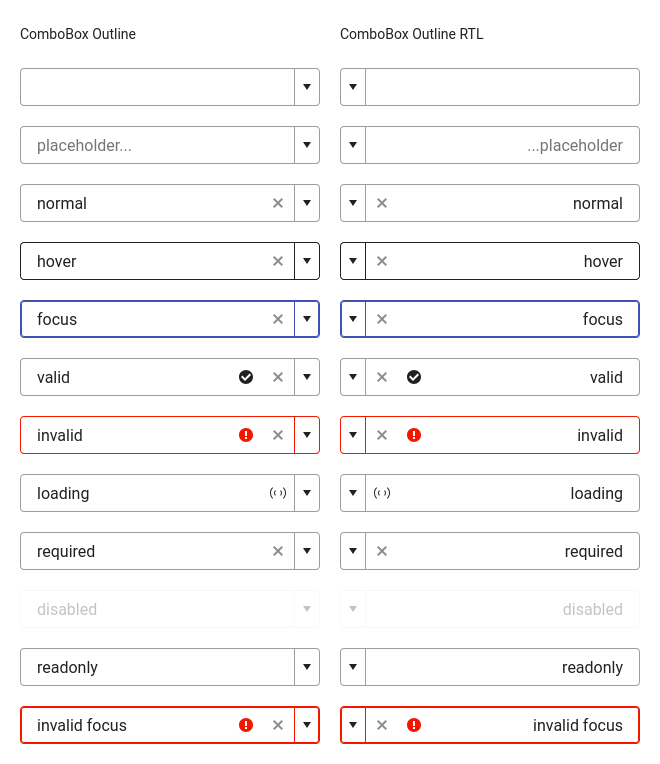 ComboBox Outline ComboBox Outline RTL
placeholder... ...placeholder
normal normal
hover hover
focus focus
valid valid
invalid invalid
loading loading
required required
disabled disabled
readonly readonly
invalid focus invalid focus